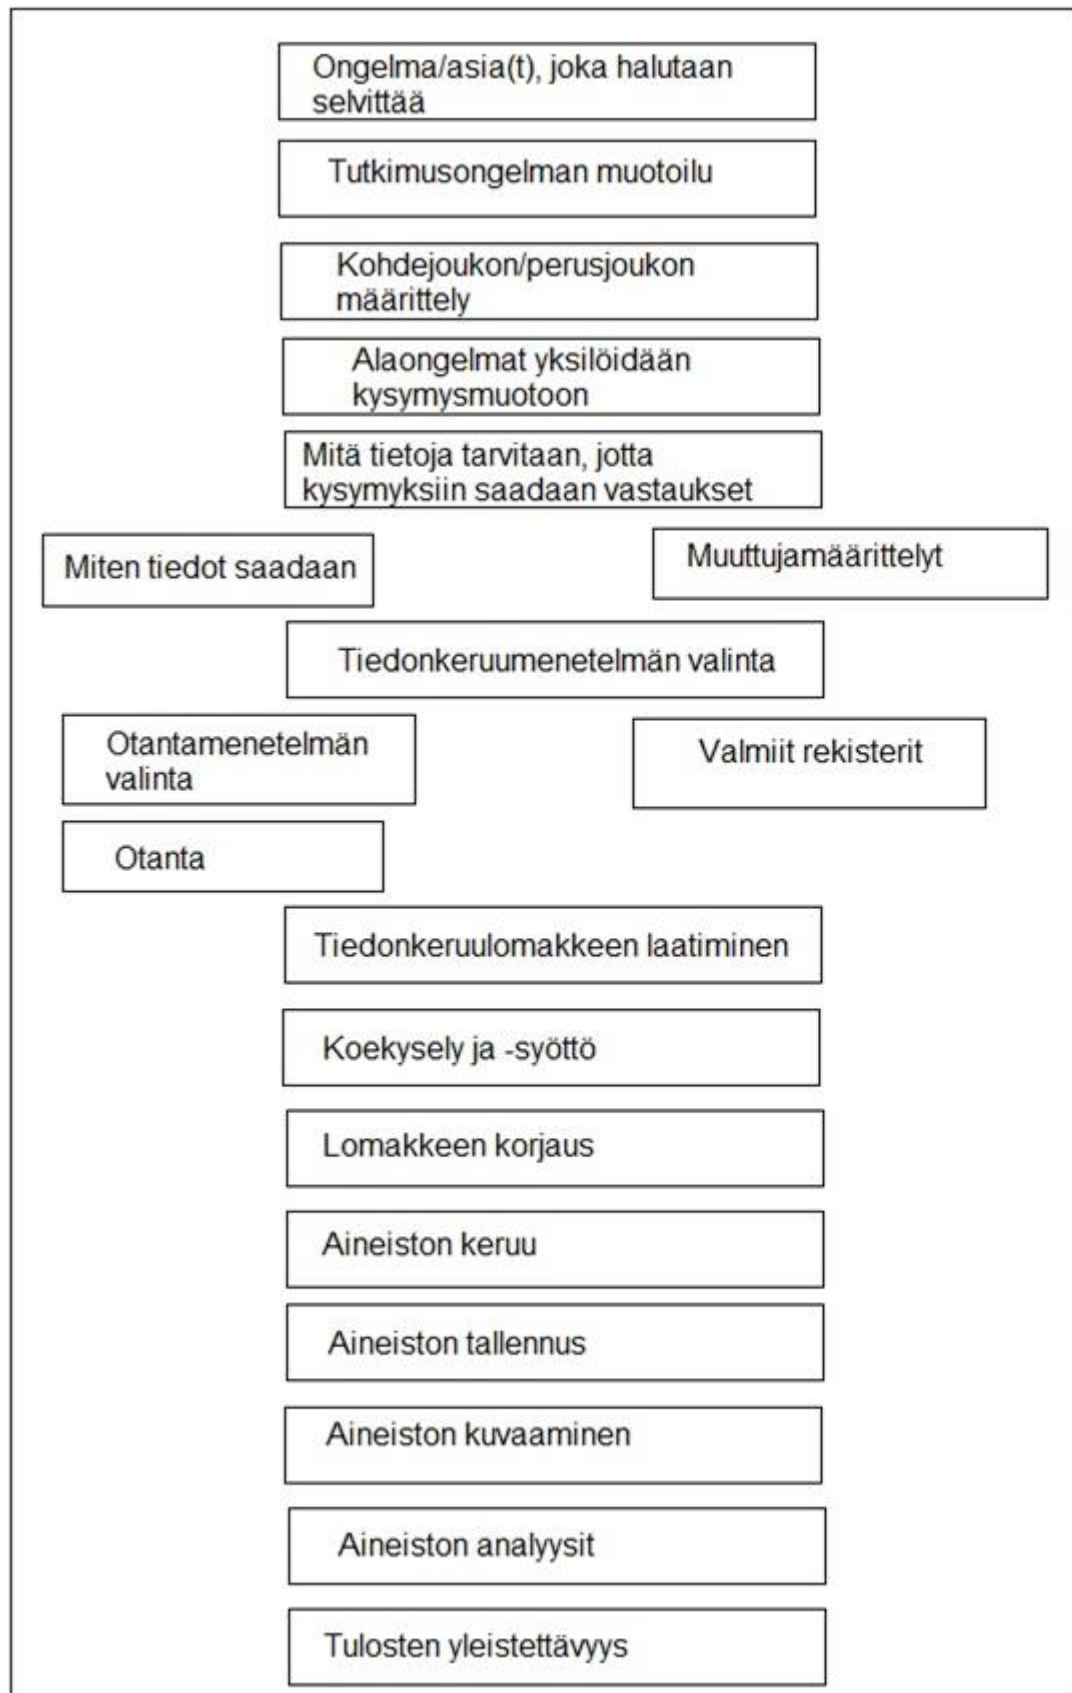 Ongelma/asia(t), joka halutaan
selvittää
Tutkimusongelman muotoilu
Kohdejoukon/perusjoukon
määrittely
Alaongelmat yksilöidään
kysymysmuotoon
Mitä tietoja tarvitaan, jotta
kysymyksiin saadaan vastaukset
Miten tiedot saadaan
Muuttujamäärittelyt
Tiedonkeruumenetelmän valinta
Otantamenetelmän
valinta
Valmiit rekisterit
Otanta
Tiedonkeruulomakkeen laatiminen
Koekysely ja -syöttö
Lomakkeen korjaus
Aineiston keruu
Aineiston tallennus
Aineiston kuvaaminen
Aineiston analyysit
Tulosten yleistettävyys